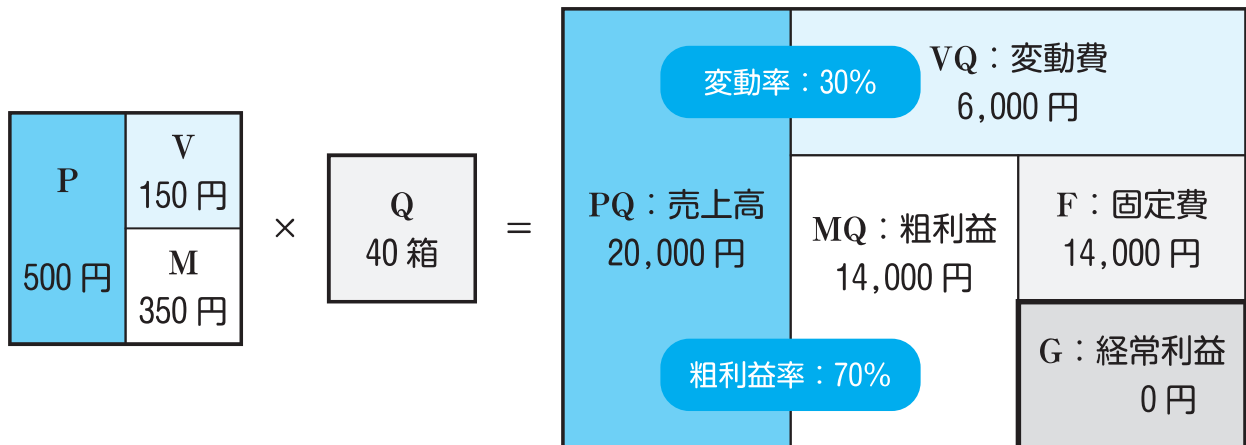 P
500 円
V
150 円
M
350 円
×
Q
40 箱
=
PQ：売上高
20,000 円
変動率：30%
VQ：変動費
6,000 円
MQ：粗利益
14,000 円
F：固定費
14,000 円
粗利益率：70%
G：経常利益
0 円